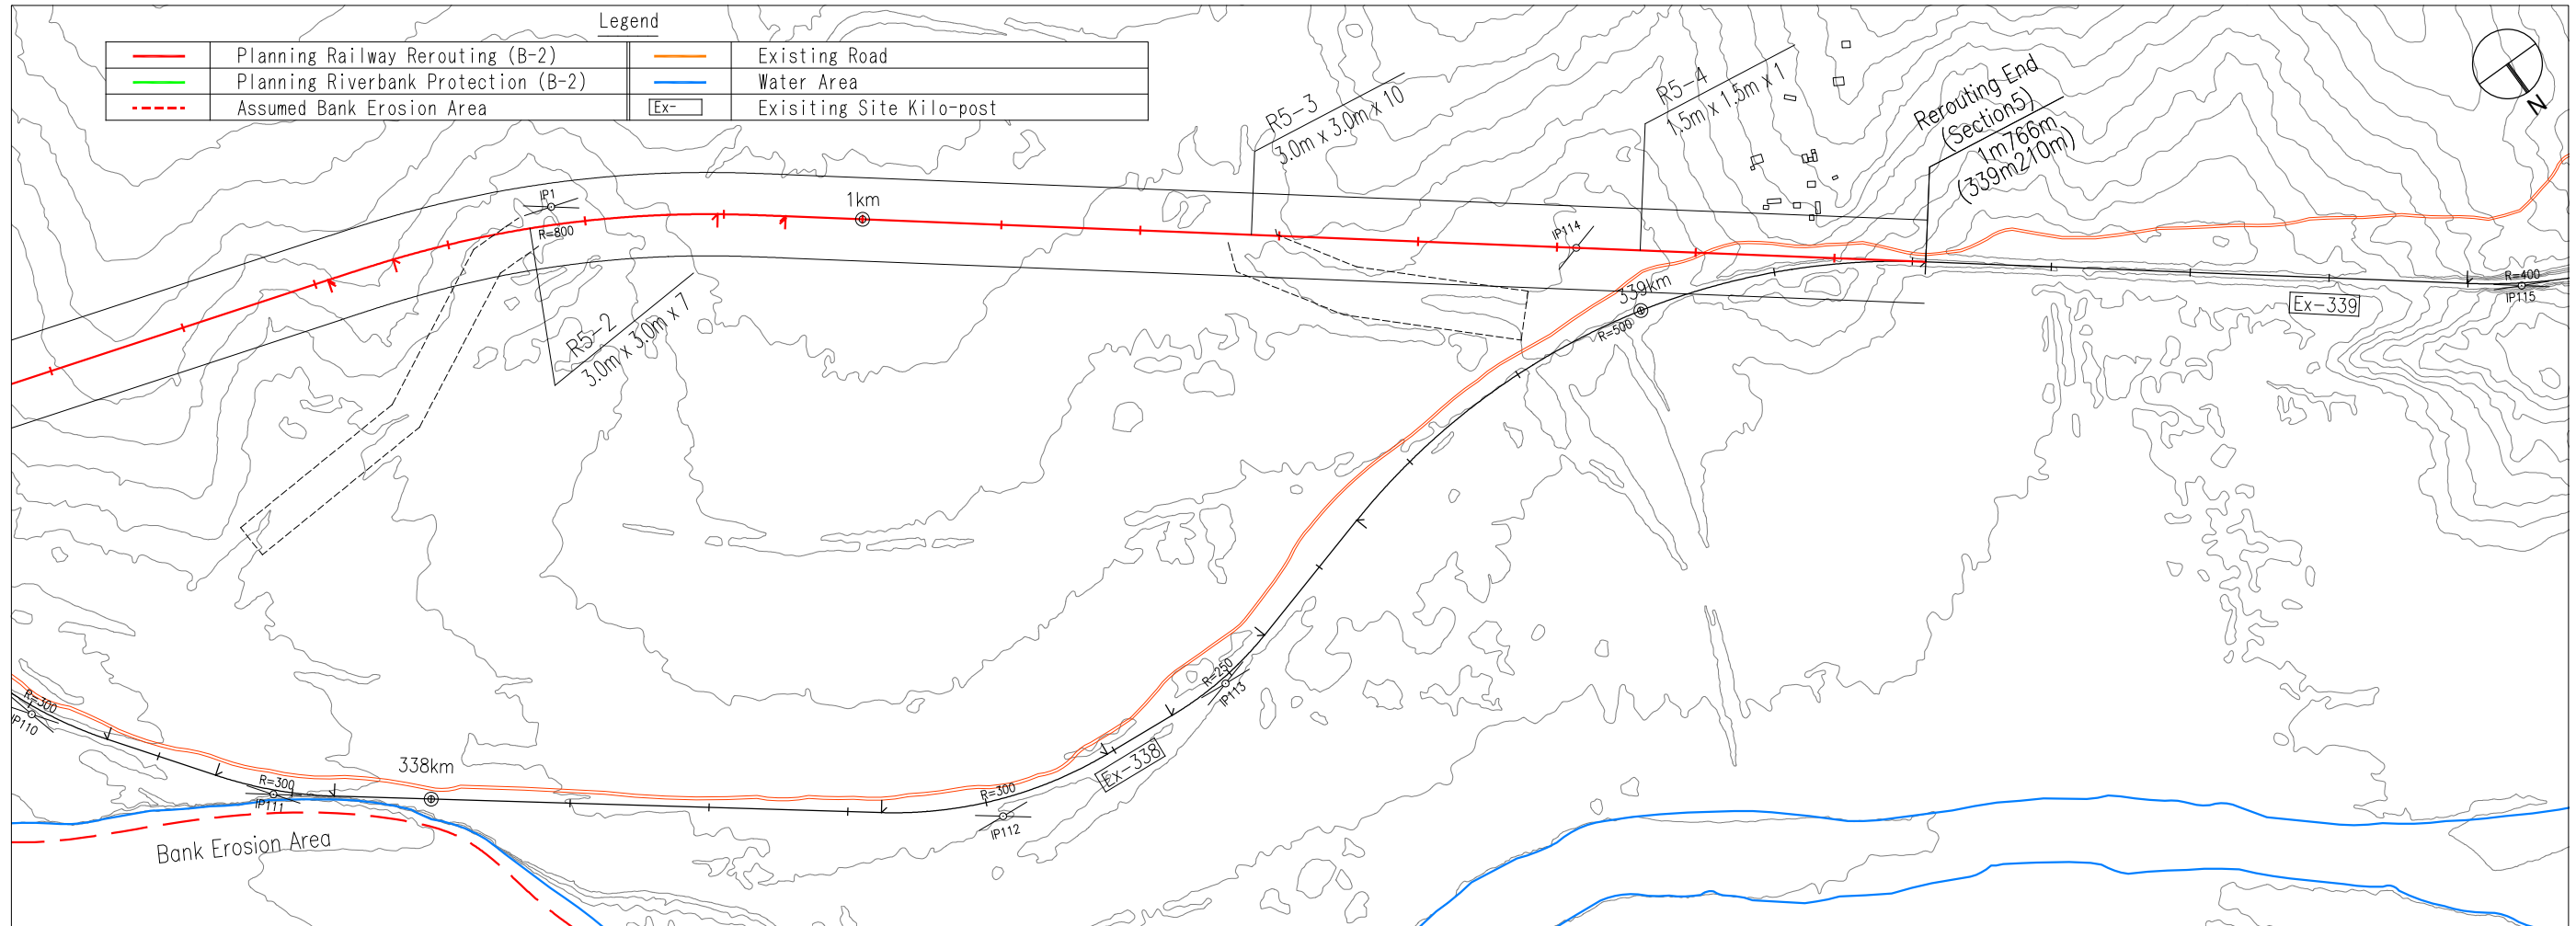 Legend
Planning Railway Rerouting (B-2)
Existing Road
Planning Riverbank Protection (B-2)
Water Area
Assumed Bank Erosion Area
Ex-
Exisiting Site Kilo-post
N
R5-3
3.0m x 3.0m x 10
R5-4
1.5m x 1.5m x 1
Rerouting End
(Section5)
1m766m
(339m210m)
IP1
R=800
1km
IP114
R5-2
3.0m x 3.0m x 7
339km
R=500
R=400
IP115
Ex-339
R=300
IP110
R=300
IP111
338km
R=250
IP113
Ex-338
R=300
IP112
Bank Erosion Area